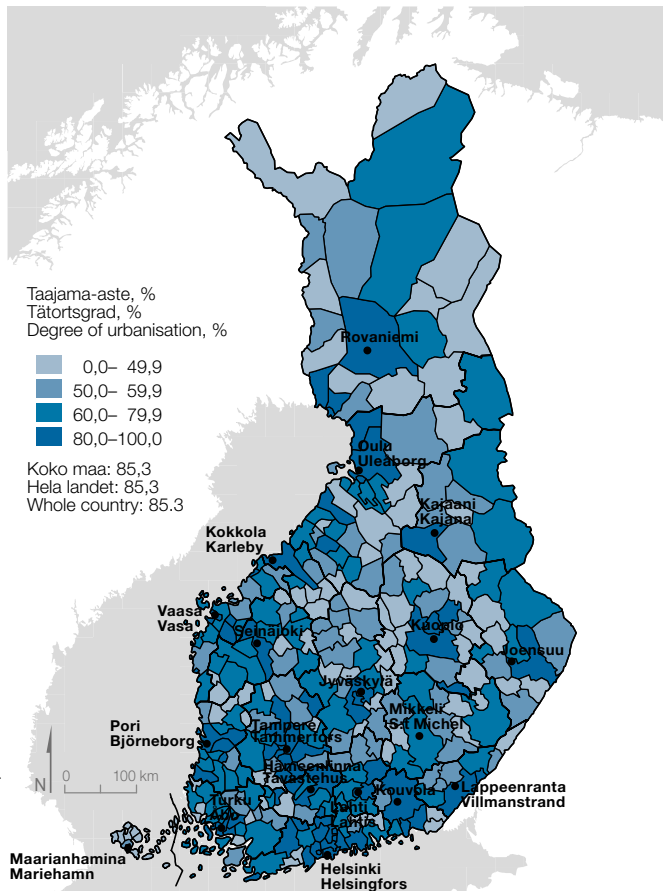 Taajama-aste, %
Tätortsgrad, %
Degree of urbanisation, %
0,0– 49,9
50,0– 59,9
60,0– 79,9
80,0–100,0
Koko maa: 85,3
Hela landet: 85,3
Whole country: 85.3
Rovaniemi
Oulu
Uleåborg
Kajaani
Kajana
Kokkola
Karleby
Vaasa
Vasa
Seinäjoki
Kuopio
Joensuu
Jyväskylä
Mikkeli
S:t Michel
Pori
Björneborg
Tampere
Tammerfors
Hämeenlinna
Tavastehus
Kouvola
Lappeenranta
Villmanstrand
Turku
Åbo
Lahti
Lahtis
N
0 100 km
Maarianhamina
Mariehamn
Helsinki
Helsingfors